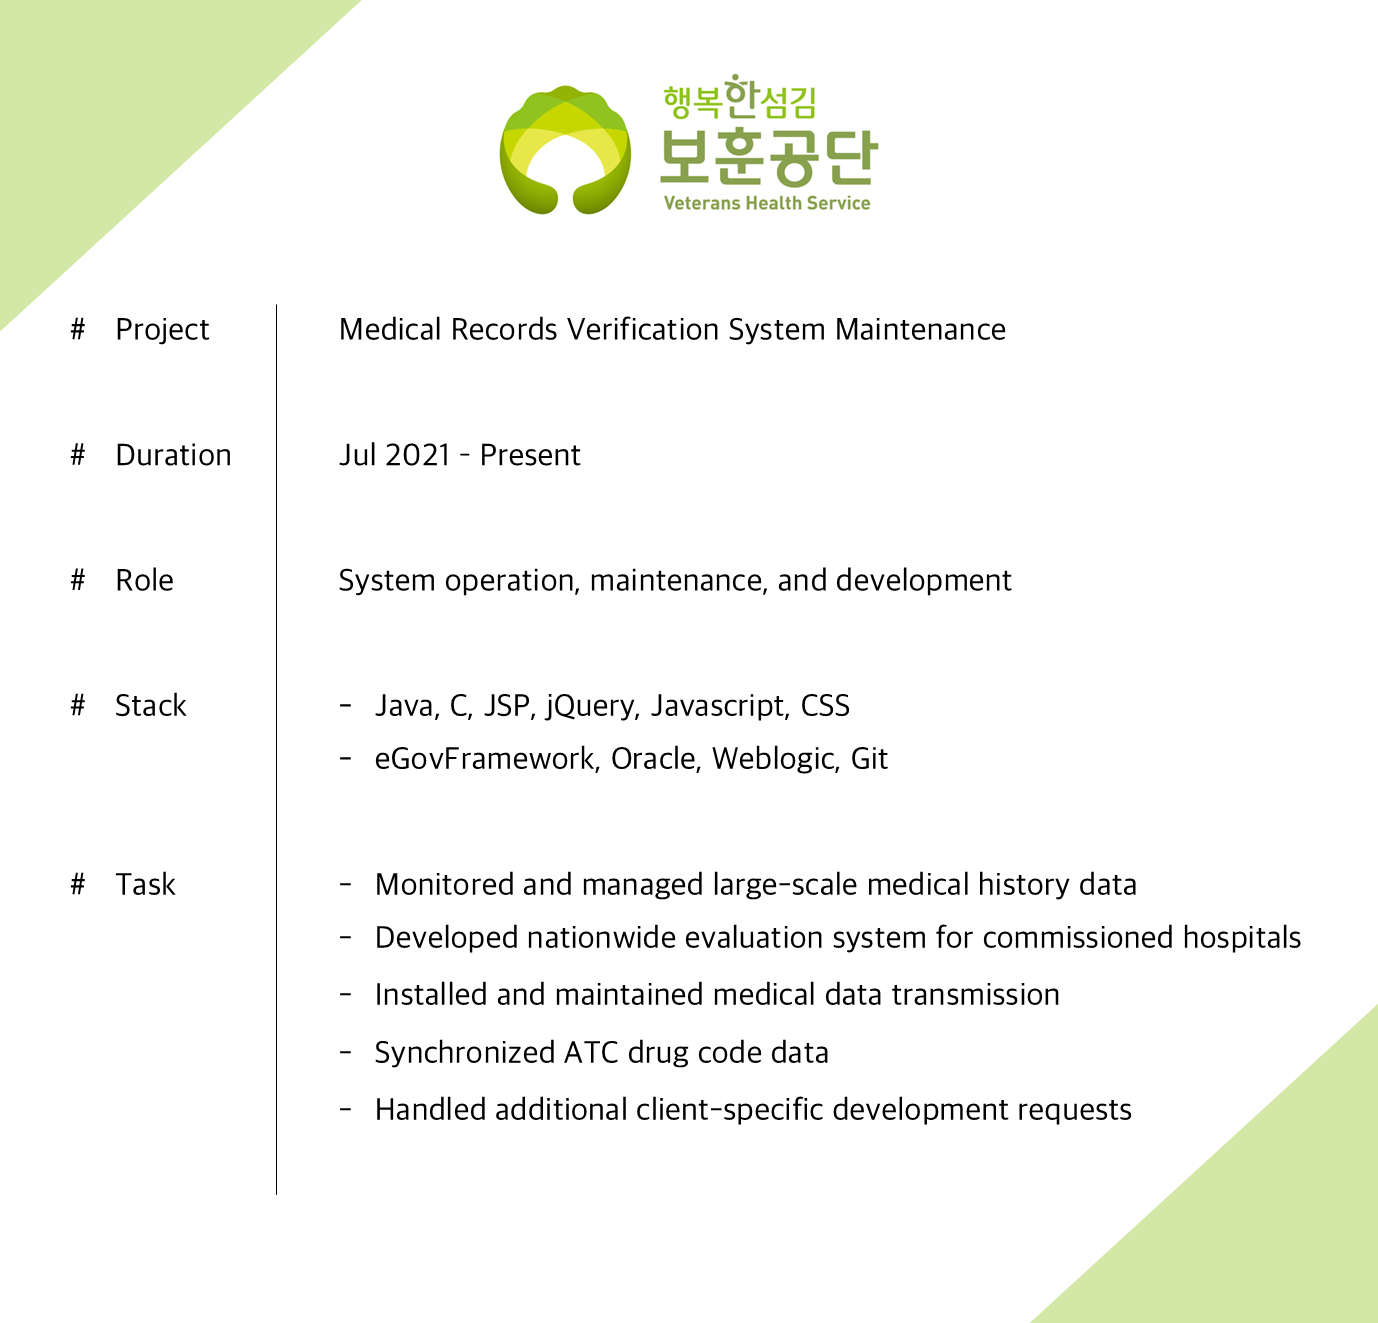 행복한섬김
보훈공단
Veterans Health Service
# Project Medical Records Verification System Maintenance
# Duration Jul 2021 - Present
# Role System operation, maintenance, and development
# Stack - Java, C, JSP, jQuery, Javascript, CSS
- eGovFramework, Oracle, Weblogic, Git
# Task - Monitored and managed large-scale medical history data
- Developed nationwide evaluation system for commissioned hospitals
- Installed and maintained medical data transmission
- Synchronized ATC drug code data
- Handled additional client-specific development requests